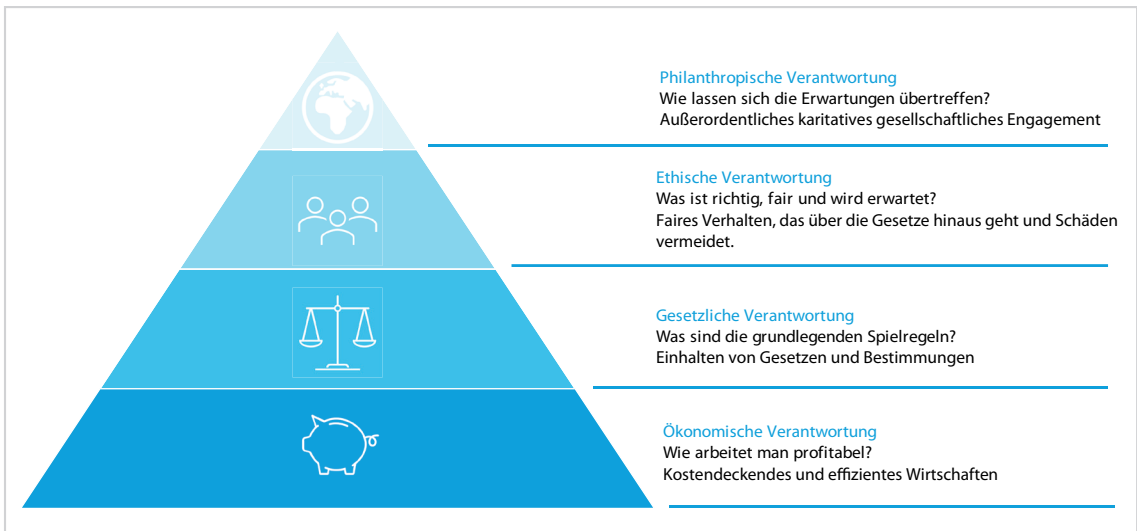 Philanthropische Verantwortung
Wie lassen sich die Erwartungen übertreffen?
Außerordentliches karitatives gesellschaftliches Engagement
Ethische Verantwortung
Was ist richtig, fair und wird erwartet?
Faires Verhalten, das über die Gesetze hinaus geht und Schäden
vermeidet.
Gesetzliche Verantwortung
Was sind die grundlegenden Spielregeln?
Einhalten von Gesetzen und Bestimmungen
Ökonomische Verantwortung
Wie arbeitet man profitabel?
Kostendeckendes und effizientes Wirtschaften